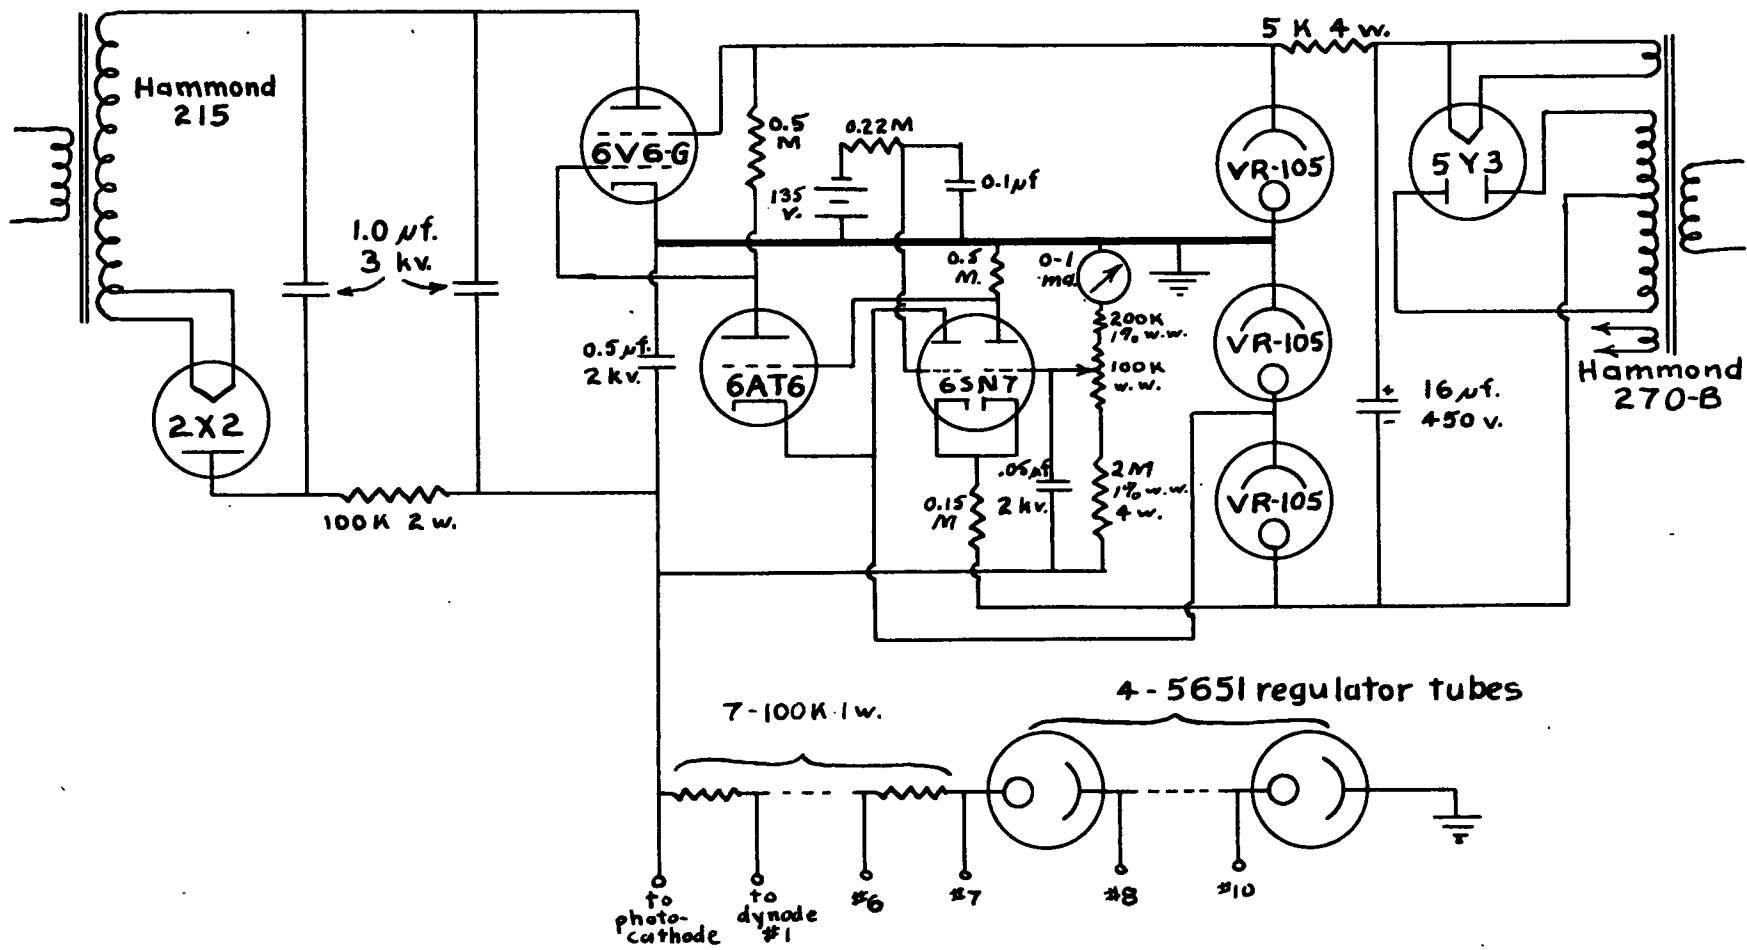 5 K 4 w.
Hammond
215
6V6-G
0.5
M
0.22M
135
v.
0.1μf
VR-105
5Y3
1.0 μf.
3 kv.
0.5
M.
0-1
ma.
200K
1% w.w.
100K
w.w.
0.5μf.
2 kv.
6AT6
6SN7
VR-105
Hammond
270-B
16 μf.
450 v.
+
-
2X2
100K 2 w.
.05μf
2 kv.
0.15
M
2M
1% w.w.
4 w.
VR-105
4-5651 regulator tubes
7-100K 1w.
to
photo-
cathode
to
dynode
#1
#6
#7
#8
#10